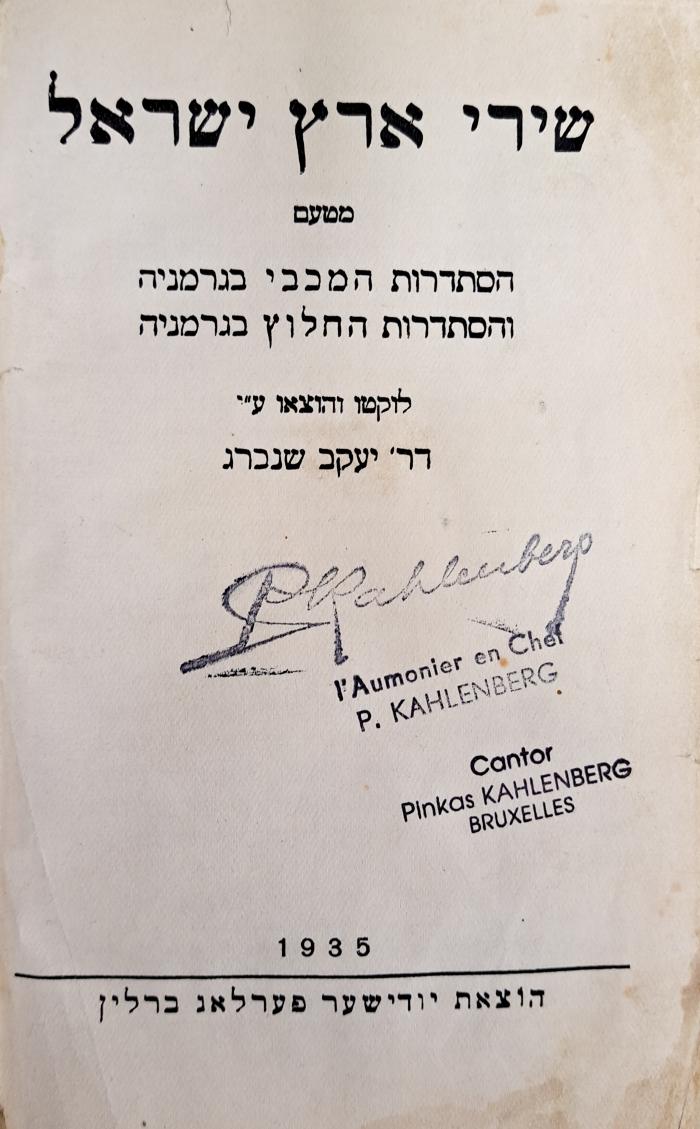 שירי ארץ ישראל
מטעם
הסתדרות המכבי בגרמניה
והסתדרות החלוץ בגרמניה
לוקטו והוצאו ע״י
דר׳ יעקב שנברג
PKahlenberg
l'Aumonier en Chef
P. KAHLENBERG
Cantor
Pinkas KAHLENBERG
BRUXELLES
1935
הוצאת יודישער פערלאג ברלין